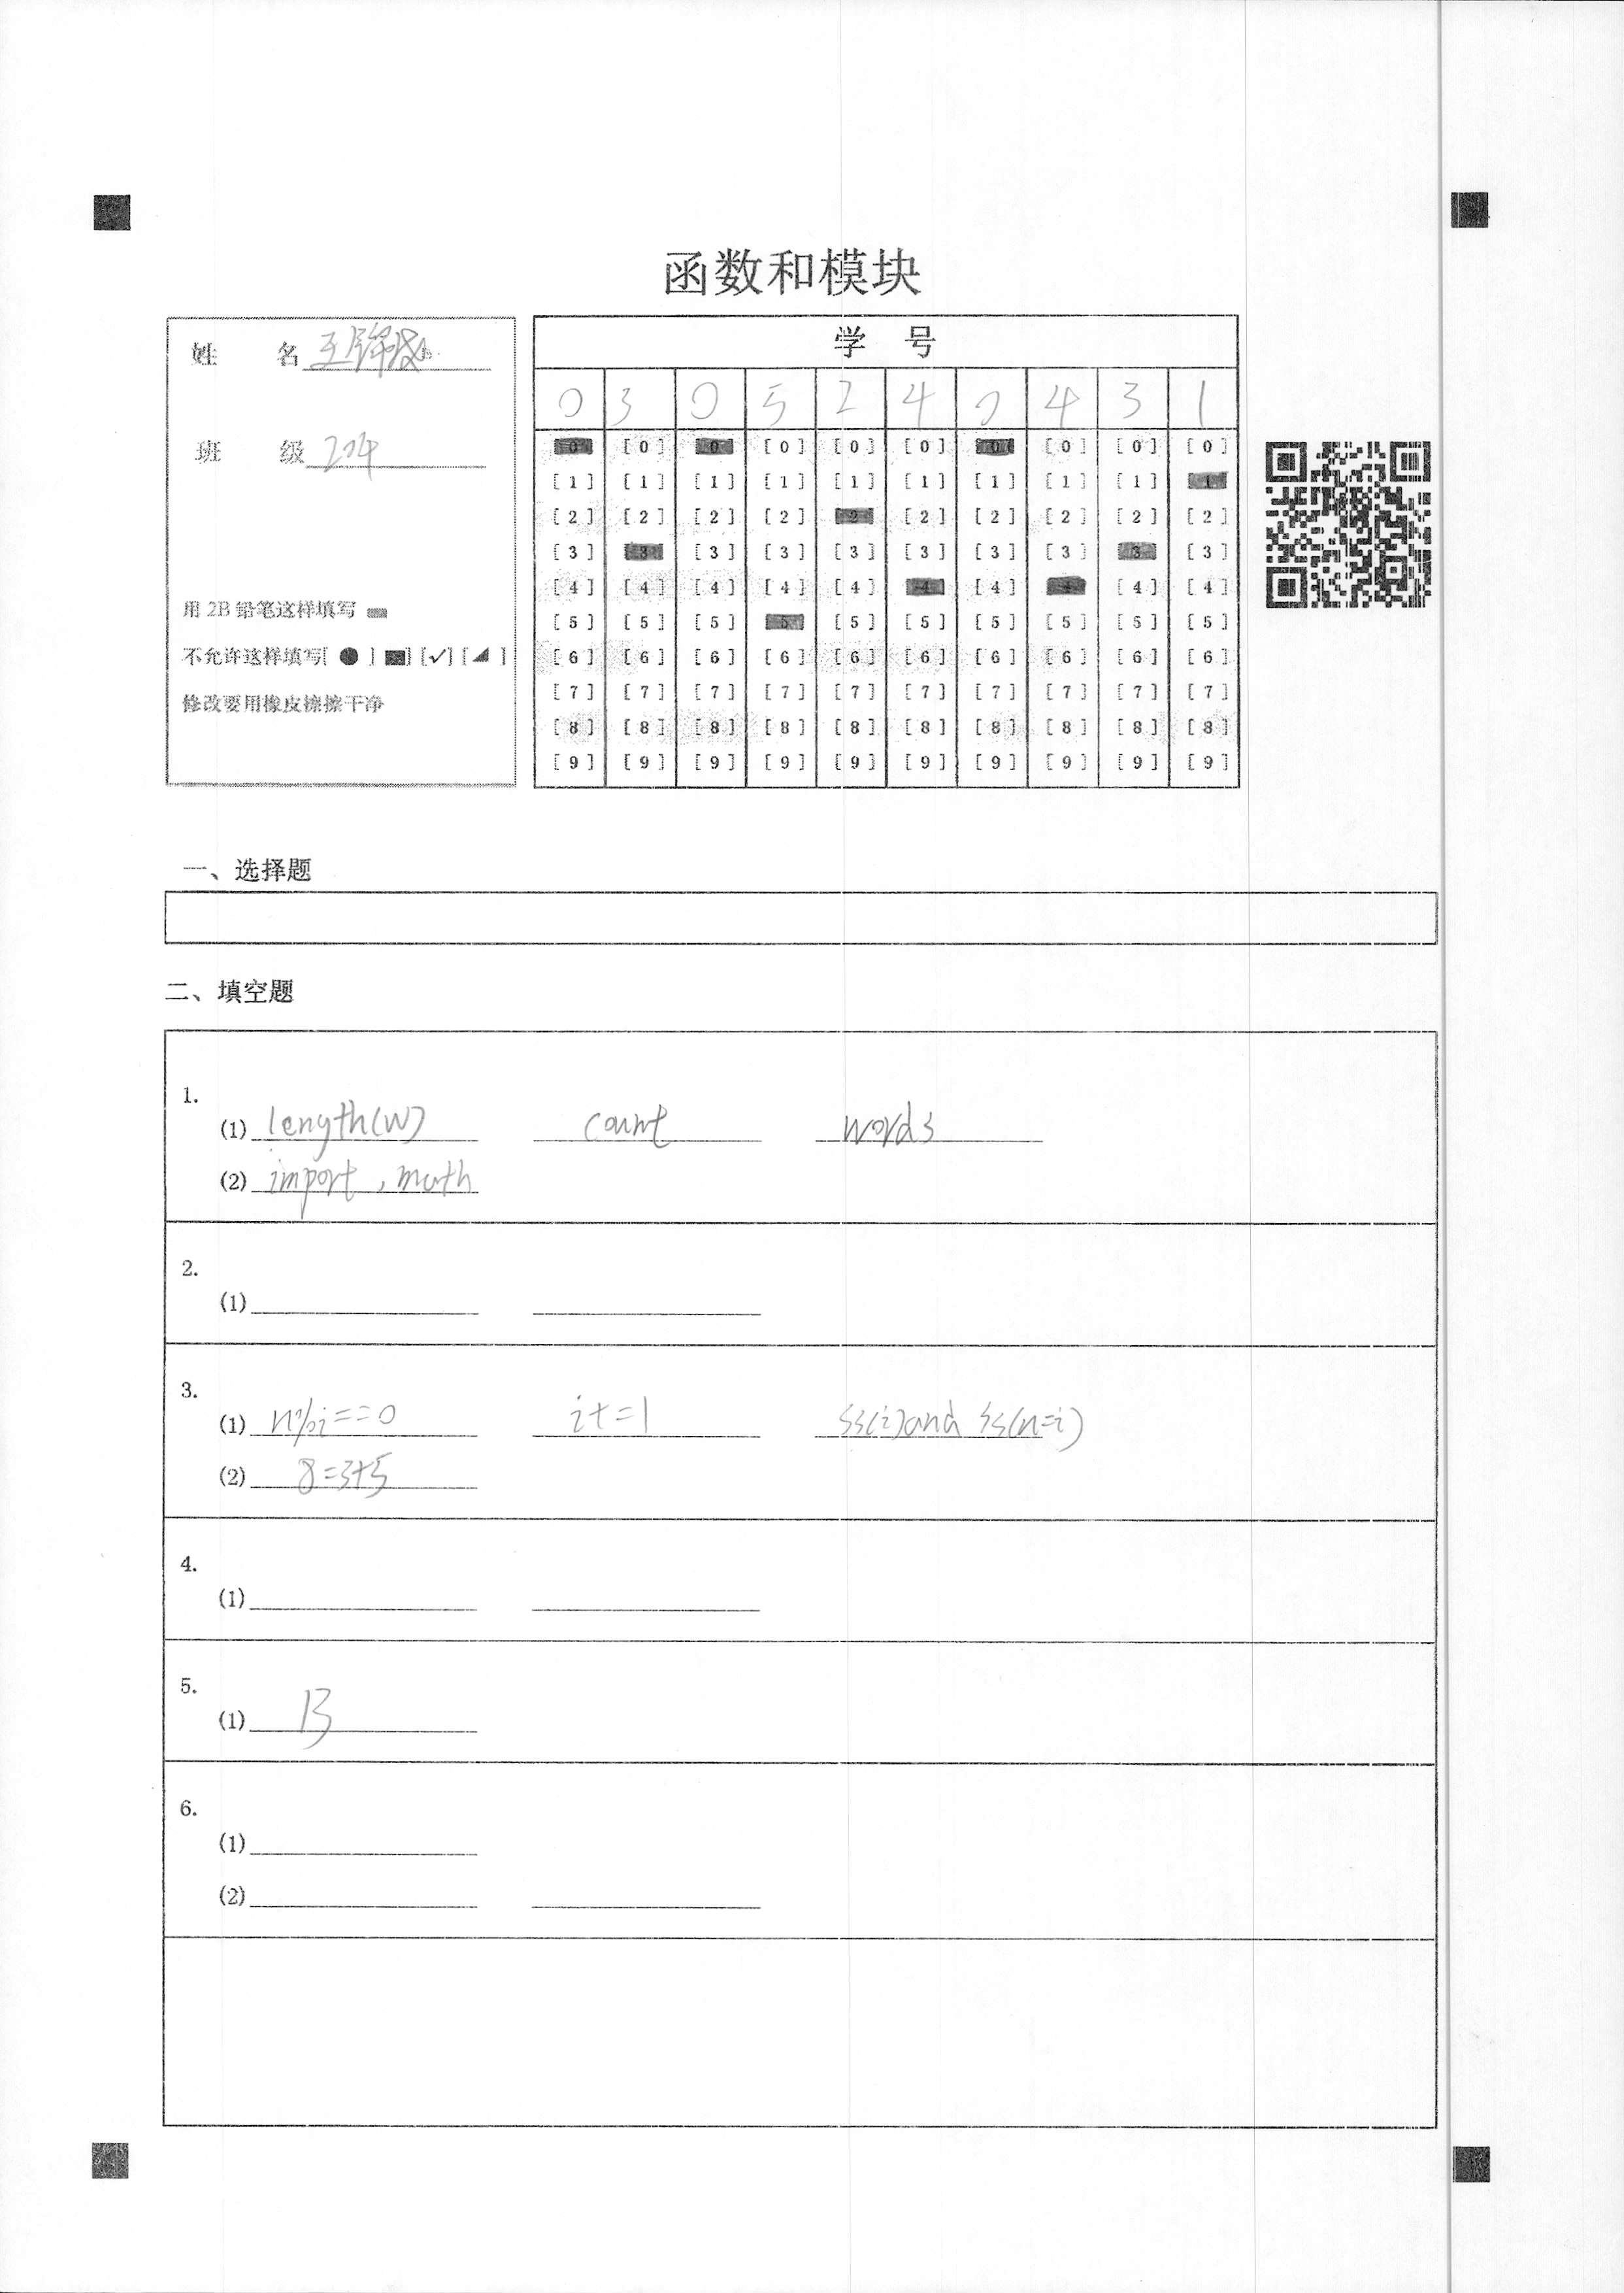 函数和模块
姓 名 王
班 级 204
用 2B 铅笔这样填写
不允许这样填写[ ● ] [■] [✓] [◢ ]
修改要用橡皮擦擦干净
学 号
0 3 0 5 2 4 0 4 3 1
[0] [0] [0] [0] [0] [0] [0] [0] [0] [0]
[1] [1] [1] [1] [1] [1] [1] [1] [1] [1]
[2] [2] [2] [2] [2] [2] [2] [2] [2] [2]
[3] [3] [3] [3] [3] [3] [3] [3] [3] [3]
[4] [4] [4] [4] [4] [4] [4] [4] [4] [4]
[5] [5] [5] [5] [5] [5] [5] [5] [5] [5]
[6] [6] [6] [6] [6] [6] [6] [6] [6] [6]
[7] [7] [7] [7] [7] [7] [7] [7] [7] [7]
[8] [8] [8] [8] [8] [8] [8] [8] [8] [8]
[9] [9] [9] [9] [9] [9] [9] [9] [9] [9]
一、选择题
二、填空题
1.
(1) length(w) count words
(2) import , math
2.
(1)
3.
(1) n%i==0 i+=1 ss(i)and ss(n=i)
(2) 8=3+5
4.
(1)
5.
(1) B
6.
(1)
(2)